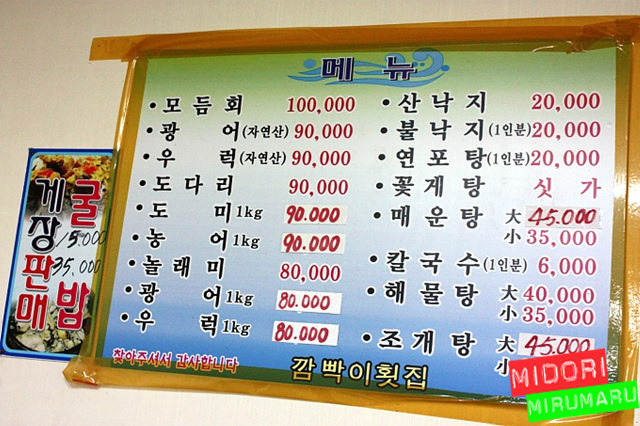 메뉴
• 모듬회 100,000
• 광어(자연산) 90,000
• 우럭(자연산) 90,000
• 도다리 90,000
• 도미 1kg 90.000
• 농어 1kg 90.000
• 놀래미 80,000
• 광어 1kg 80.000
• 우럭 1kg 80.000
찾아주셔서 감사합니다
• 산낙지 20,000
• 불낙지(1인분) 20,000
• 연포탕(1인분) 20,000
• 꽃게탕 싯가
• 매운탕 大 45.000
小 35,000
• 칼국수(1인분) 6,000
• 해물탕 大 40,000
小 35,000
• 조개탕 大 45.000
小
깜빡이횟집
게장판매 35.000
굴밥 15.000
MIDORI
MIRUMARU